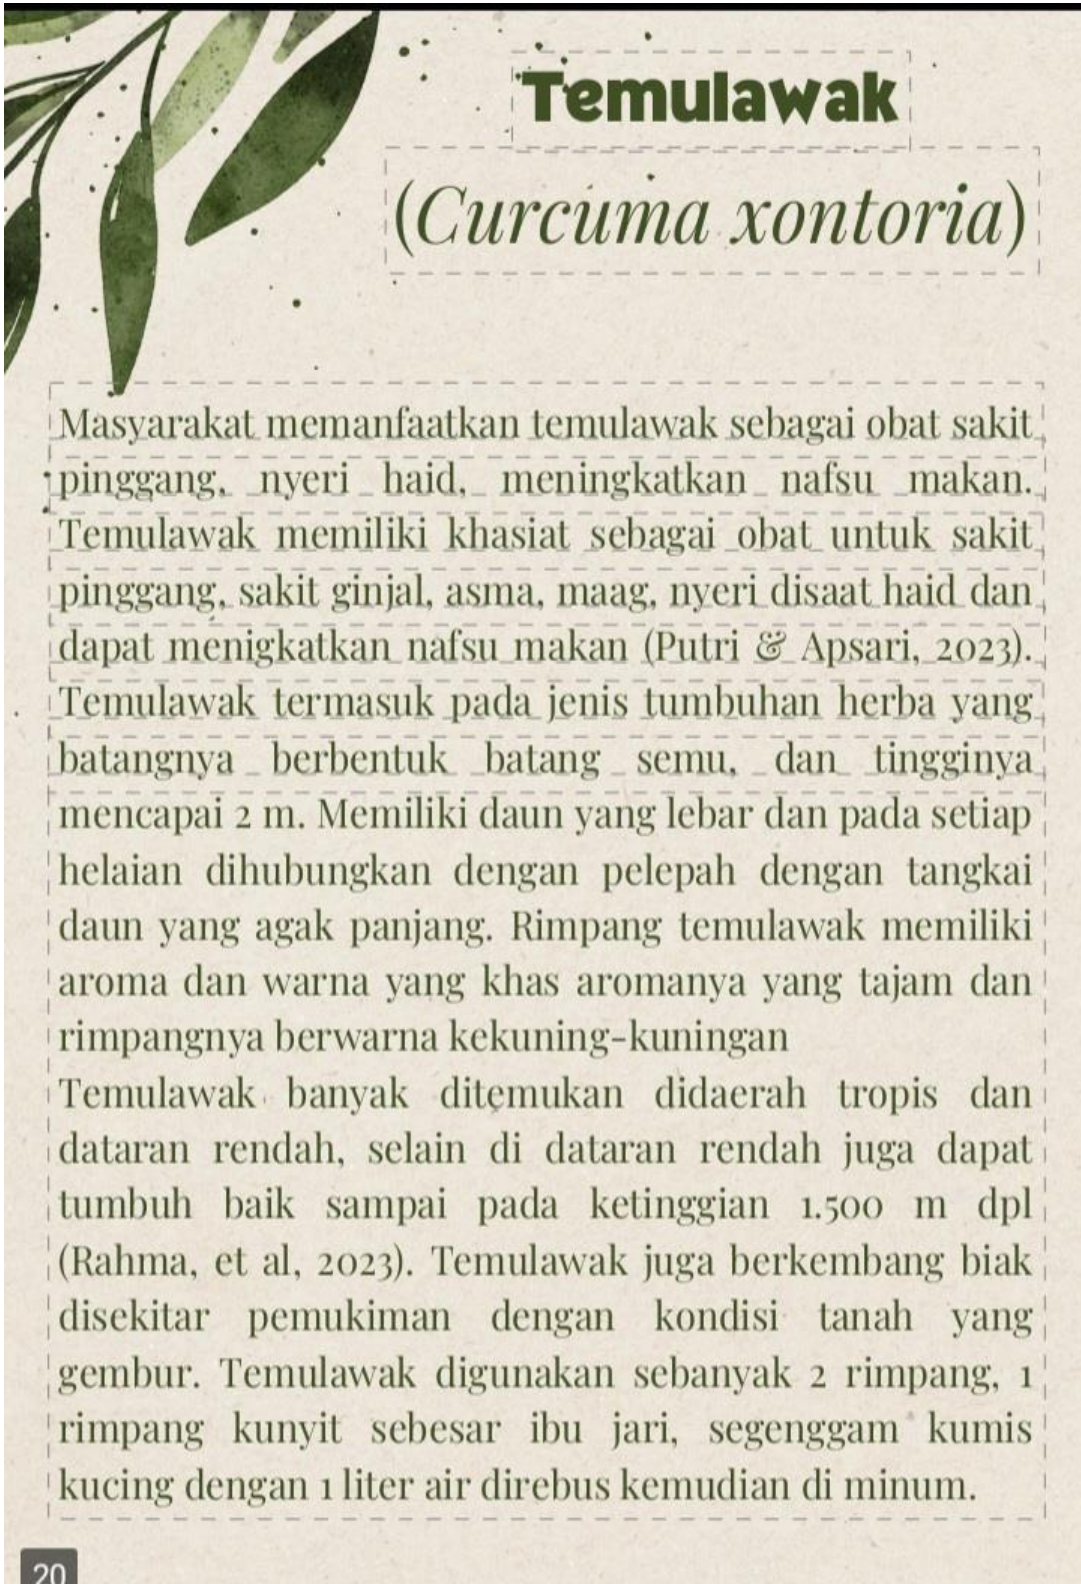 Temulawak
(Curcuma xontoria)
Masyarakat memanfaatkan temulawak sebagai obat sakit
pinggang, nyeri haid, meningkatkan nafsu makan.
Temulawak memiliki khasiat sebagai obat untuk sakit
pinggang, sakit ginjal, asma, maag, nyeri disaat haid dan
dapat menigkatkan nafsu makan (Putri & Apsari, 2023).
Temulawak termasuk pada jenis tumbuhan herba yang
batangnya berbentuk batang semu, dan tingginya
mencapai 2 m. Memiliki daun yang lebar dan pada setiap
helaian dihubungkan dengan pelepah dengan tangkai
daun yang agak panjang. Rimpang temulawak memiliki
aroma dan warna yang khas aromanya yang tajam dan
rimpangnya berwarna kekuning-kuningan
Temulawak banyak ditemukan didaerah tropis dan
dataran rendah, selain di dataran rendah juga dapat
tumbuh baik sampai pada ketinggian 1.500 m dpl
(Rahma, et al, 2023). Temulawak juga berkembang biak
disekitar pemukiman dengan kondisi tanah yang
gembur. Temulawak digunakan sebanyak 2 rimpang, 1
rimpang kunyit sebesar ibu jari, segenggam kumis
kucing dengan 1 liter air direbus kemudian di minum.
20